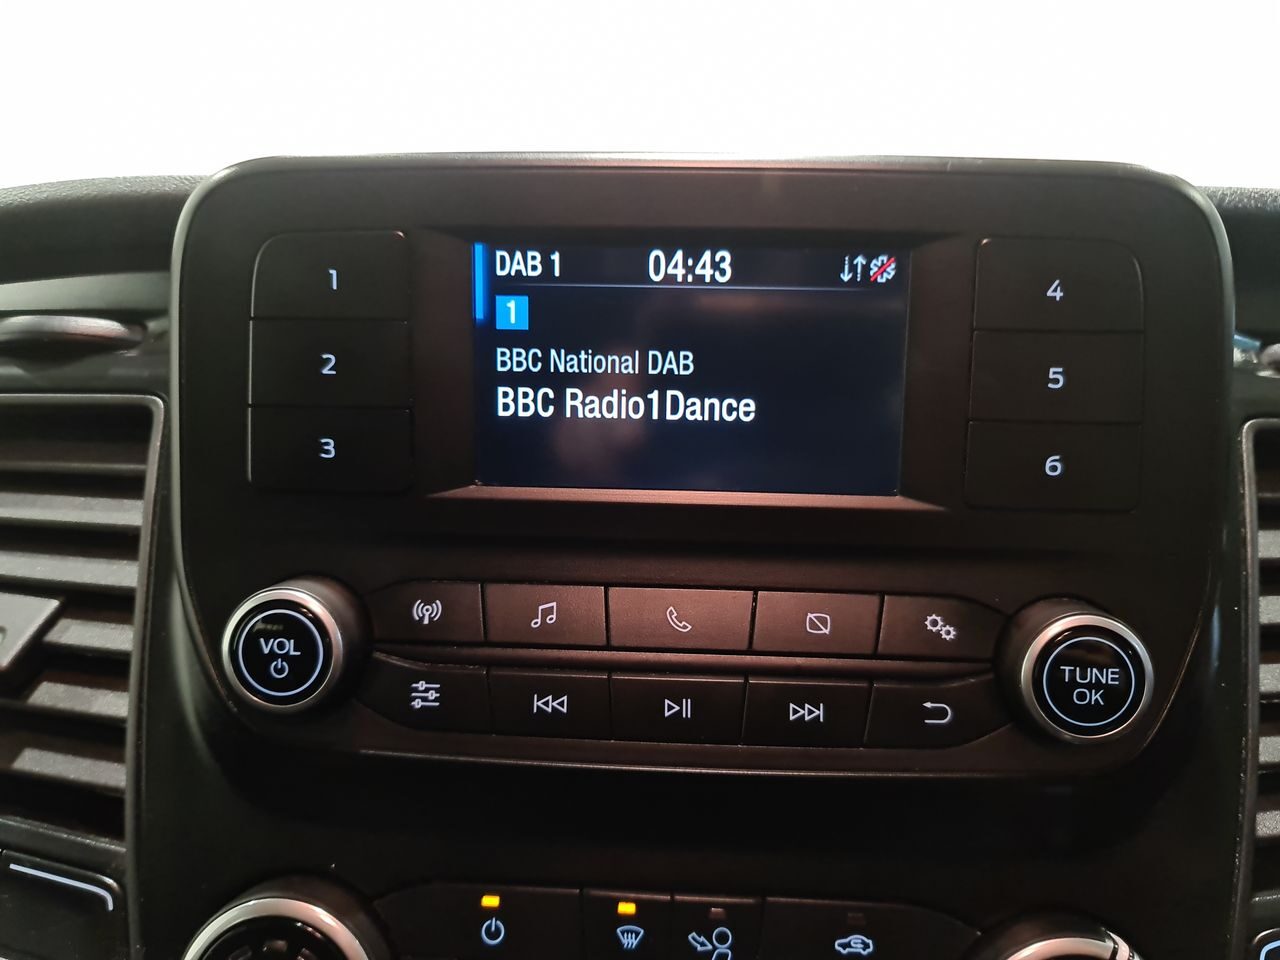 DAB 1 04:43
1
BBC National DAB
BBC Radio1Dance
1
2
3
4
5
6
VOL
TUNE
OK